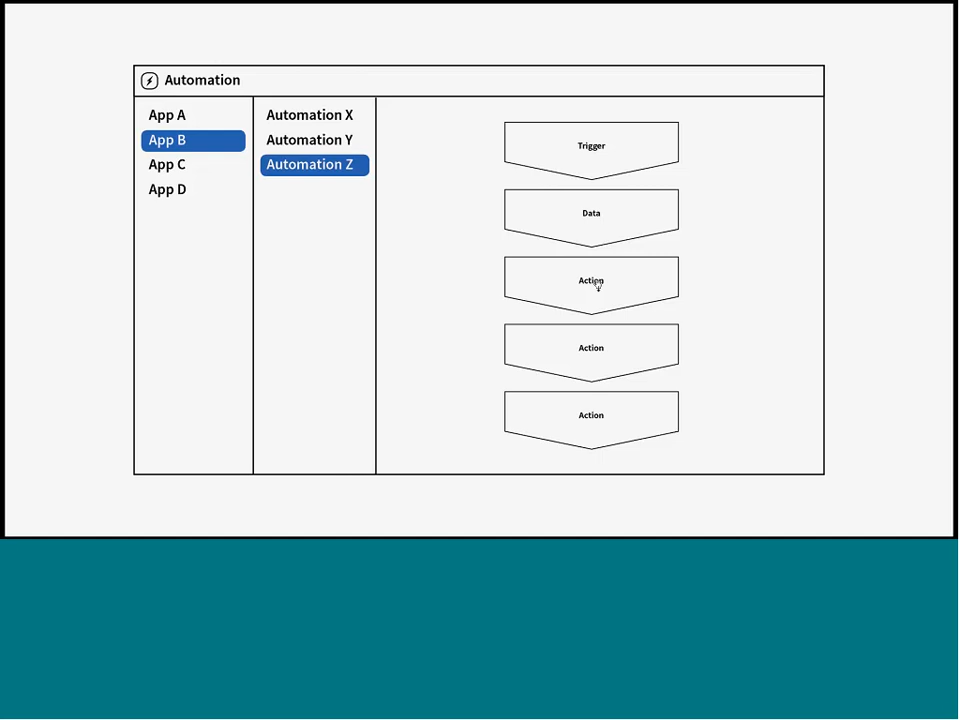 Automation
App A
App B
App C
App D
Automation X
Automation Y
Automation Z
Trigger
Data
Action
Action
Action